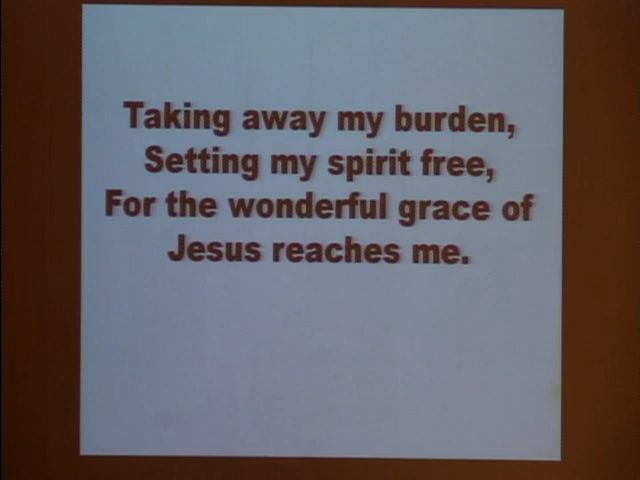 Taking away my burden,
Setting my spirit free,
For the wonderful grace of
Jesus reaches me.